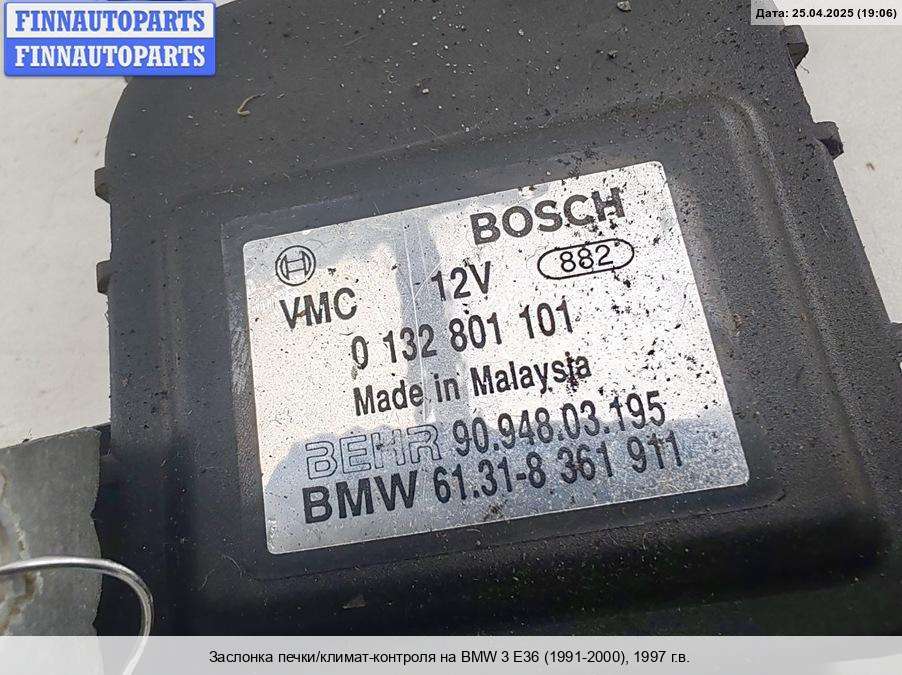 FINNAUTOPARTS
FINNAUTOPARTS
Дата: 25.04.2025 (19:06)
BOSCH
VMC 12V 882
0 132 801 101
Made in Malaysia
BEHR 90.948.03.195
BMW 61.31-8 361 911
Заслонка печки/климат-контроля на BMW 3 E36 (1991-2000), 1997 г.в.